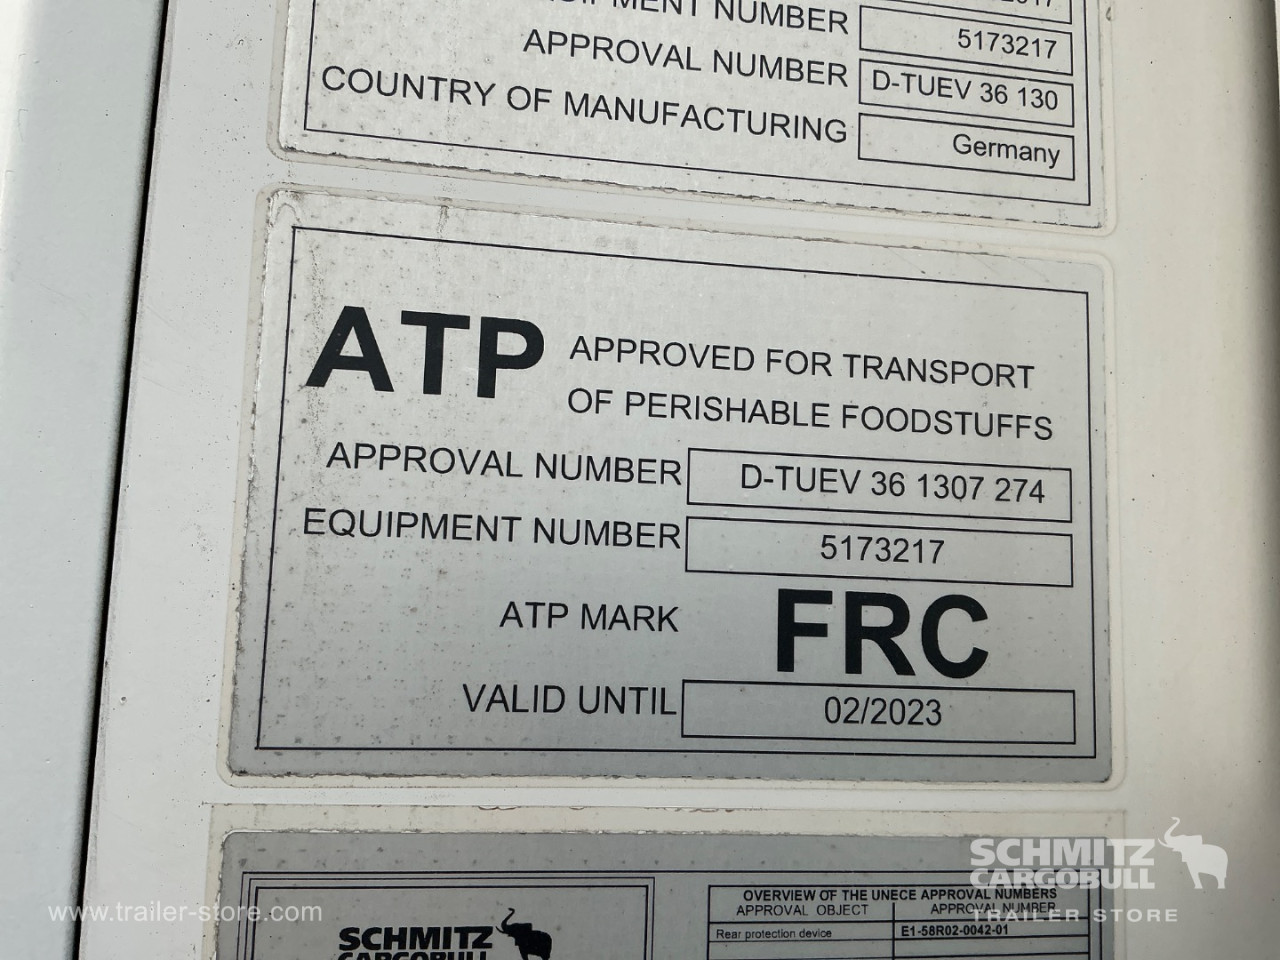 NUMBER 5173217
APPROVAL NUMBER D-TUEV 36 130
COUNTRY OF MANUFACTURING Germany
ATP APPROVED FOR TRANSPORT
OF PERISHABLE FOODSTUFFS
APPROVAL NUMBER D-TUEV 36 1307 274
EQUIPMENT NUMBER 5173217
ATP MARK FRC
VALID UNTIL 02/2023
SCHMITZ
CARGOBULL
TRAILER STORE
www.trailer-store.com
SCHMITZ
CARGOBULL
OVERVIEW OF THE UNECE APPROVAL NUMBERS
APPROVAL OBJECT APPROVAL NUMBER
Rear protection device E1-58R02-0042-01